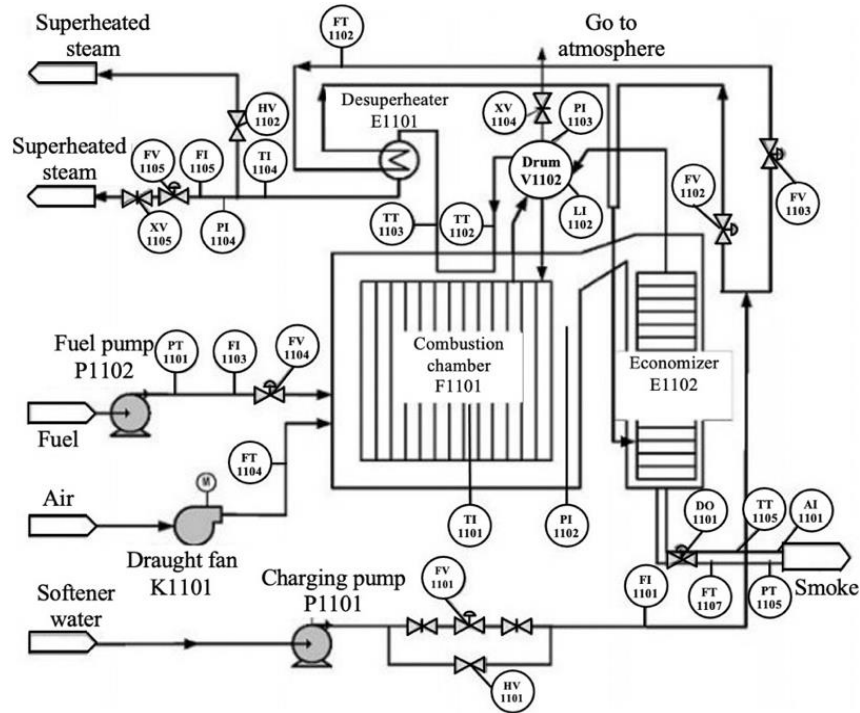 Superheated
steam
FT
1102
Go to
atmosphere
HV
1102
Desuperheater
E1101
XV
1104
PI
1103
Superheated
steam
FV
1105
FI
1105
TI
1104
Drum
V1102
FV
1102
FV
1103
XV
1105
PI
1104
TT
1103
TT
1102
LI
1102
Fuel pump
P1102
PT
1101
FI
1103
FV
1104
Combustion
chamber
F1101
Economizer
E1102
Fuel
FT
1104
M
Air
TI
1101
PI
1102
DO
1101
TT
1105
AI
1101
Draught fan
K1101
Softener
water
Charging pump
P1101
FV
1101
FI
1101
FT
1107
PT
1105
Smoke
HV
1101